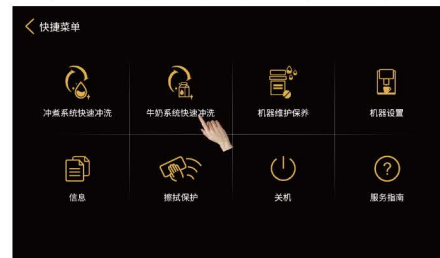 快捷菜单
冲煮系统快速冲洗
牛奶系统快速冲洗
机器维护保养
机器设置
信息
擦拭保护
关机
服务指南